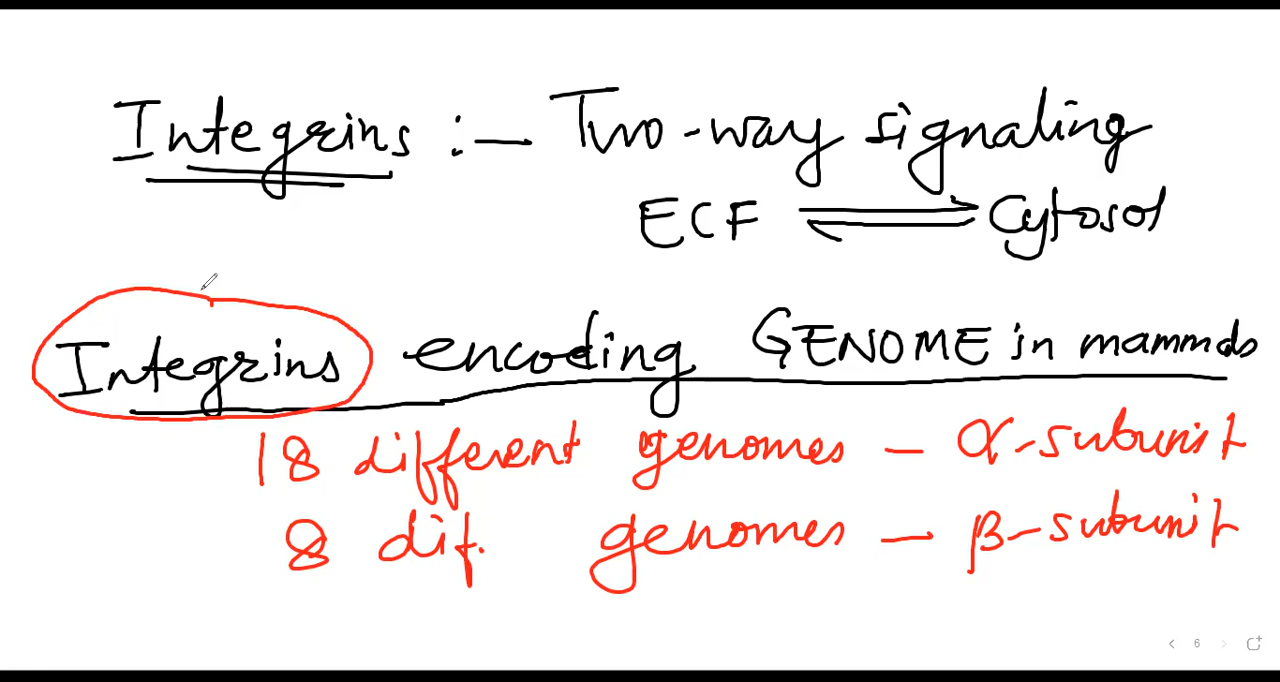 Integrins :- Two-way signaling
ECF ⇌ Cytosol
Integrins encoding GENOME in mammals
18 different genomes - α-subunit
8 dif. genomes - β-subunit
6